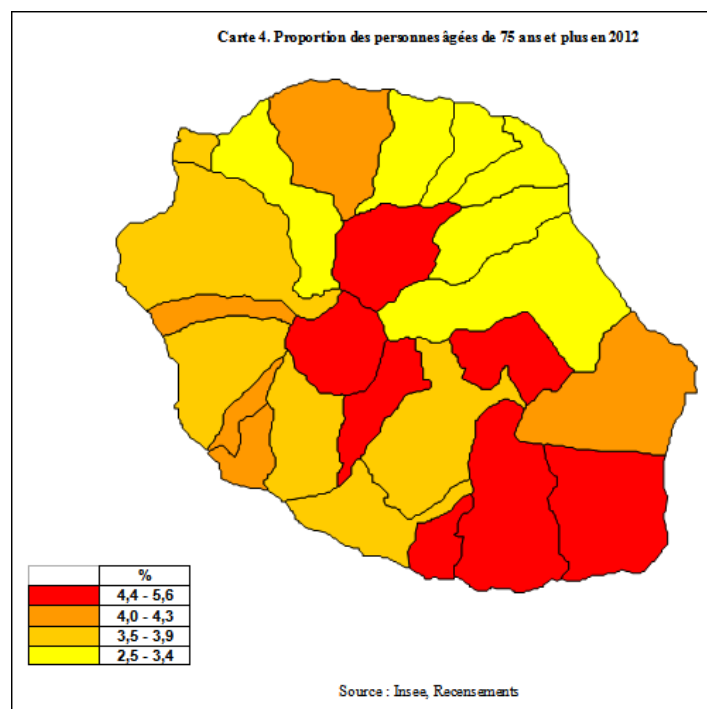 Carte 4. Proportion des personnes âgées de 75 ans et plus en 2012
%
4,4 - 5,6
4,0 - 4,3
3,5 - 3,9
2,5 - 3,4
Source : Insee, Recensements